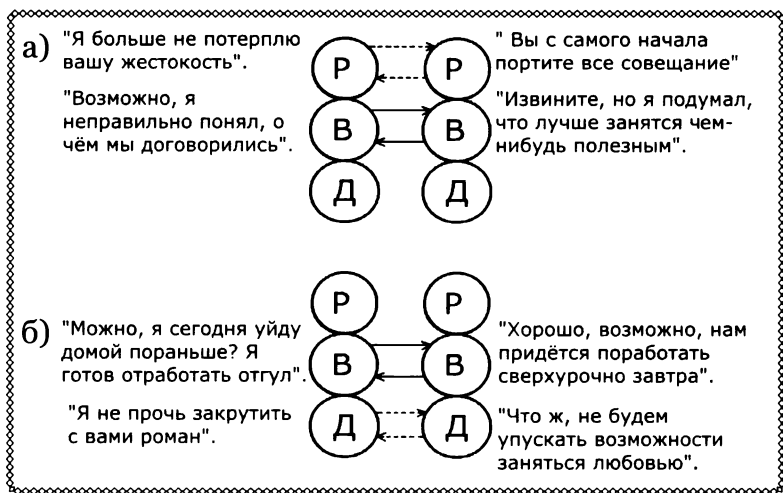 а)
"Я больше не потерплю
вашу жестокость".
Р
Р
" Вы с самого начала
портите все совещание"
"Возможно, я
неправильно понял, о
чём мы договорились".
В
В
"Извините, но я подумал,
что лучше занятся чем-
нибудь полезным".
Д
Д
Р
Р
б)
"Можно, я сегодня уйду
домой пораньше? Я
готов отработать отгул".
В
В
"Хорошо, возможно, нам
придётся поработать
сверхурочно завтра".
"Я не прочь закрутить
с вами роман".
Д
Д
"Что ж, не будем
упускать возможности
заняться любовью".